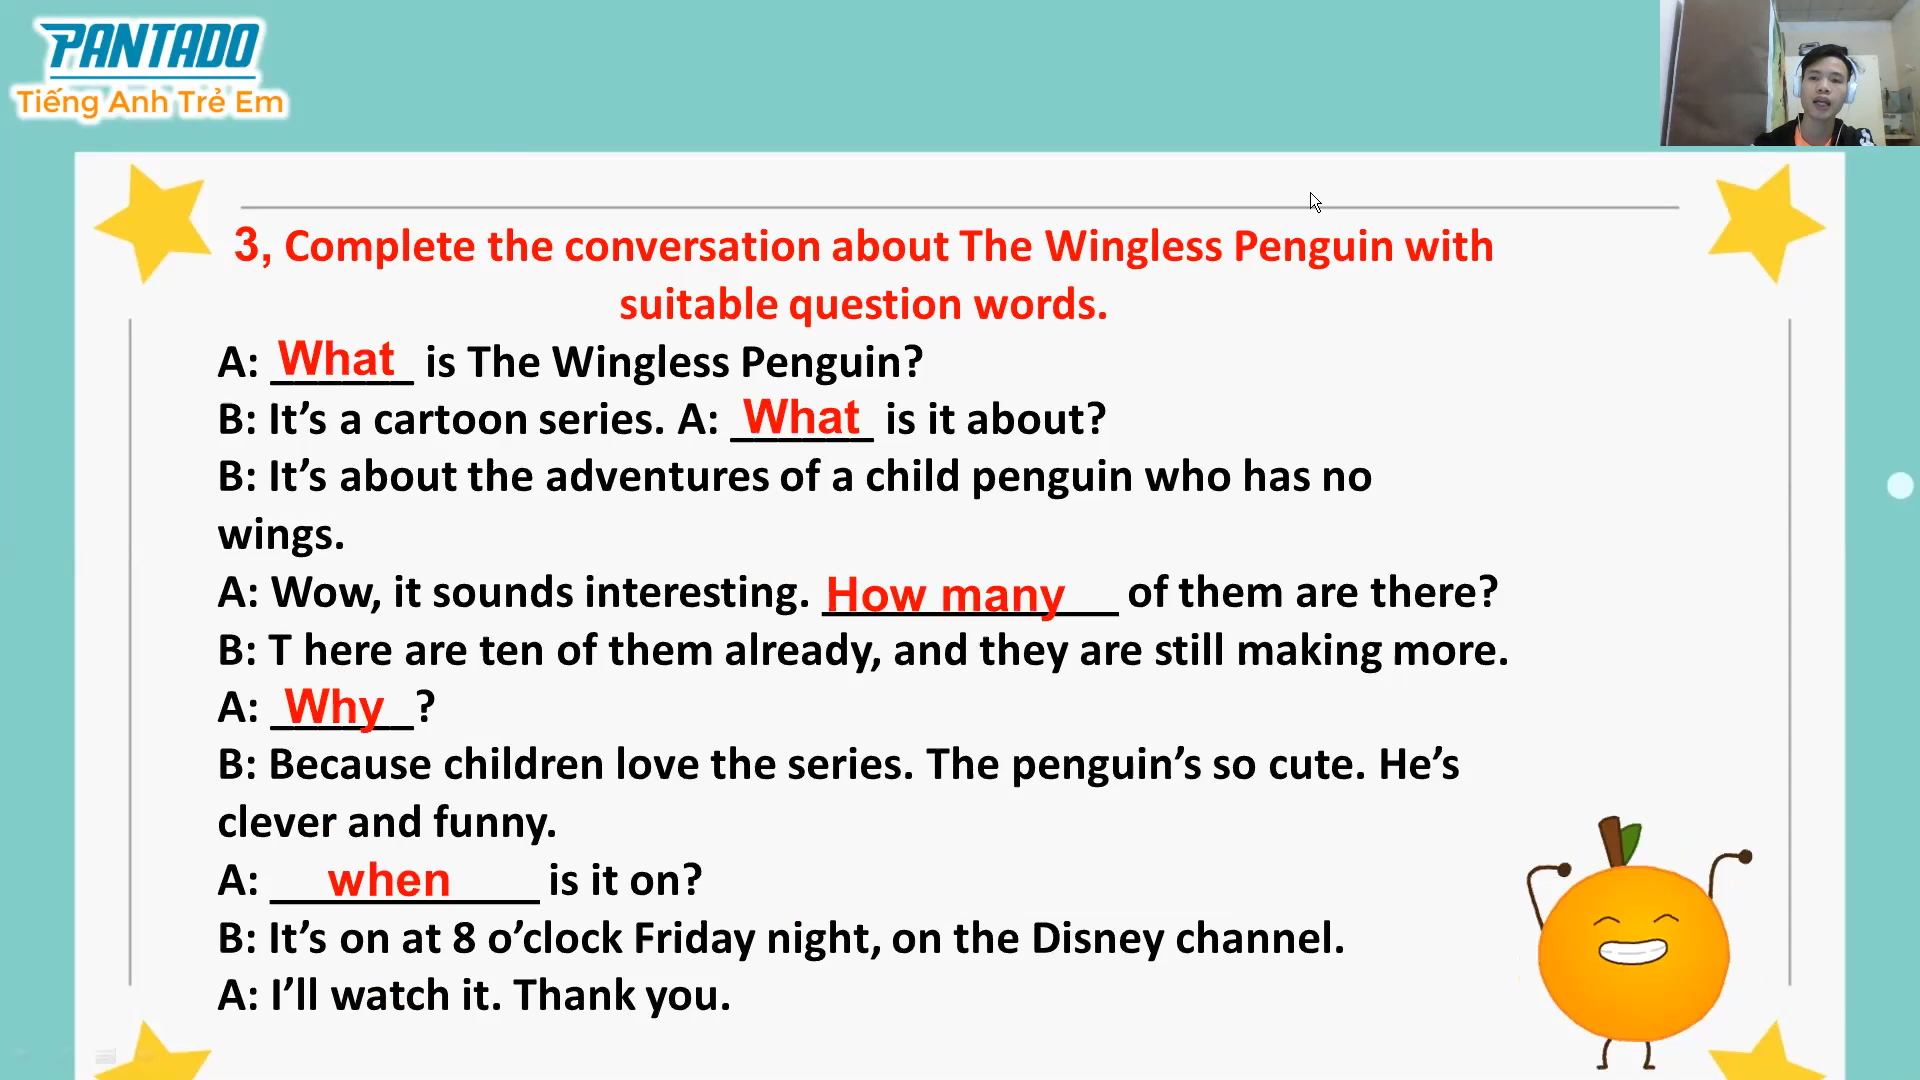 PANTADO
Tiếng Anh Trẻ Em
3, Complete the conversation about The Wingless Penguin with
suitable question words.
A: What is The Wingless Penguin?
B: It’s a cartoon series. A: What is it about?
B: It’s about the adventures of a child penguin who has no
wings.
A: Wow, it sounds interesting. How many of them are there?
B: T here are ten of them already, and they are still making more.
A: Why?
B: Because children love the series. The penguin’s so cute. He’s
clever and funny.
A: when is it on?
B: It’s on at 8 o’clock Friday night, on the Disney channel.
A: I’ll watch it. Thank you.